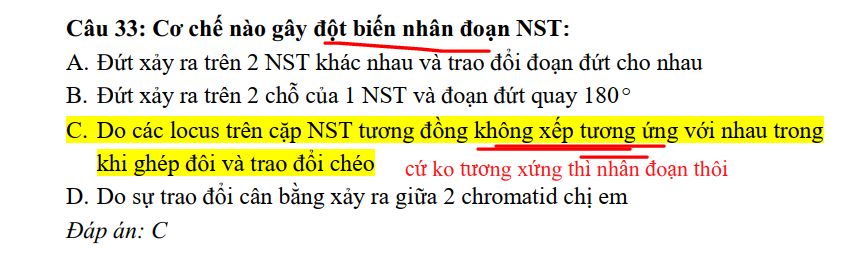 Câu 33: Cơ chế nào gây đột biến nhân đoạn NST:
A. Đứt xảy ra trên 2 NST khác nhau và trao đổi đoạn đứt cho nhau
B. Đứt xảy ra trên 2 chỗ của 1 NST và đoạn đứt quay 180°
C. Do các locus trên cặp NST tương đồng không xếp tương ứng với nhau trong
khi ghép đôi và trao đổi chéo
cứ ko tương xứng thì nhân đoạn thôi
D. Do sự trao đổi cân bằng xảy ra giữa 2 chromatid chị em
Đáp án: C